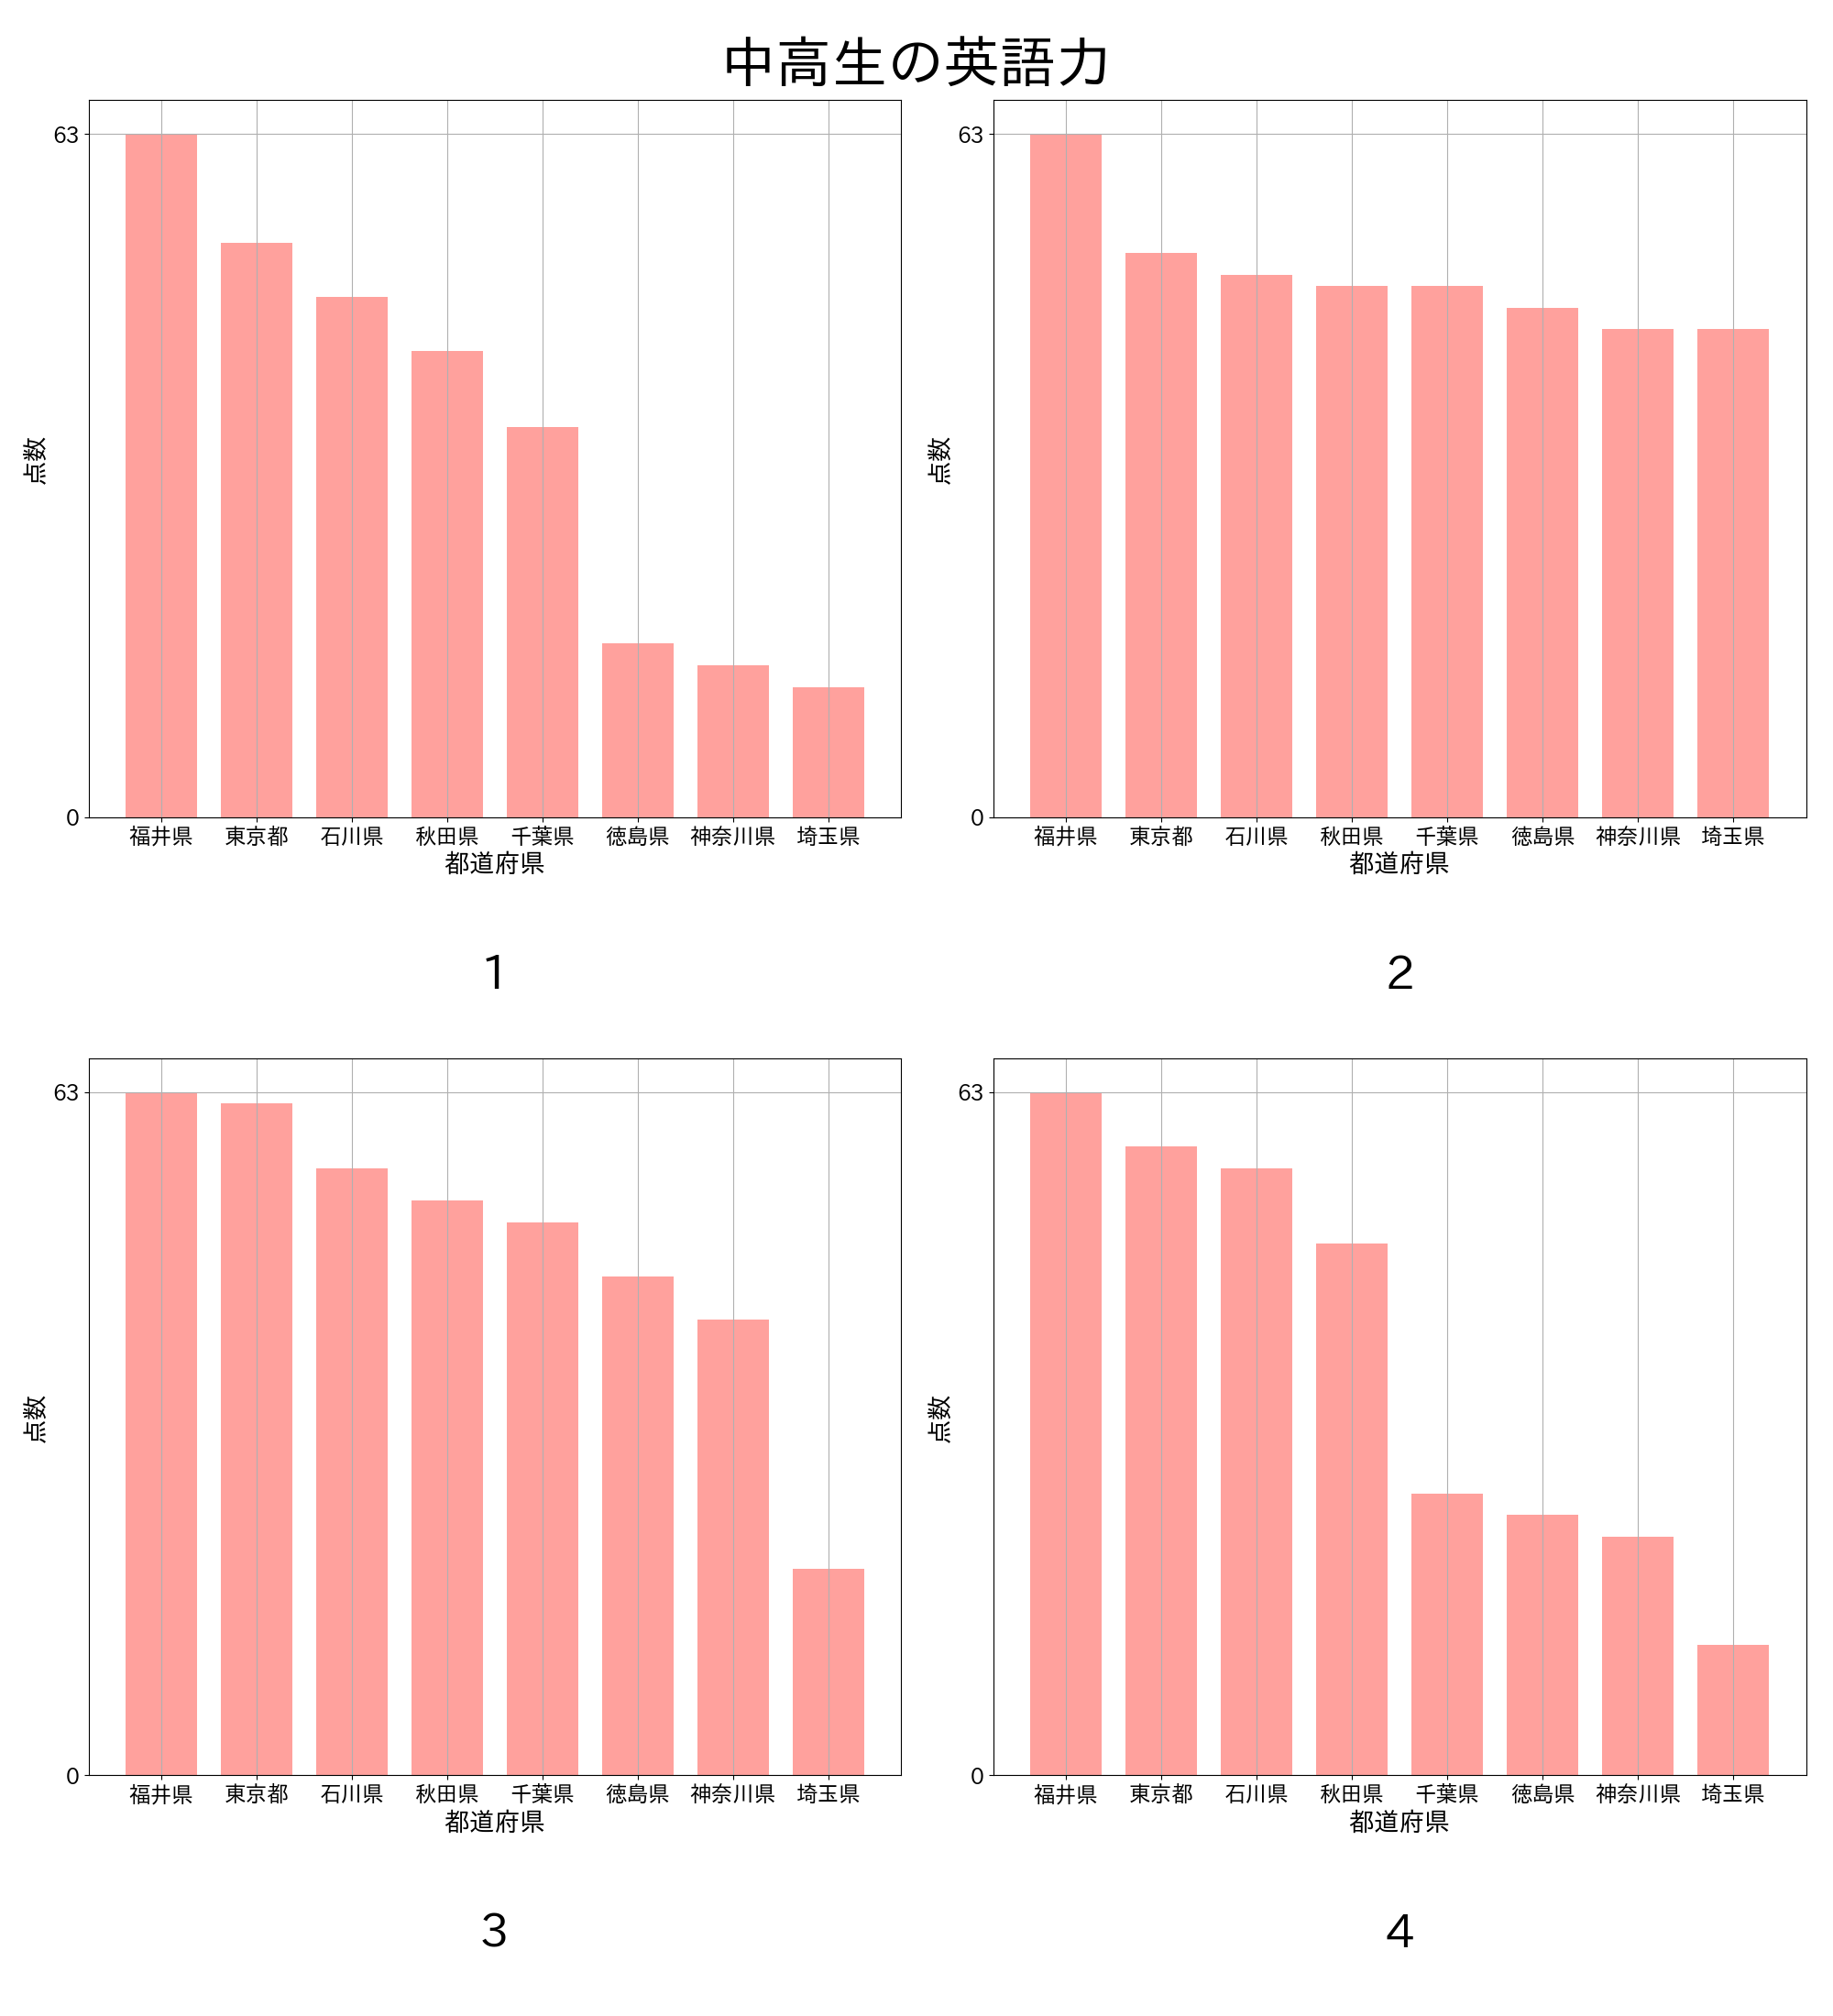 中高生の英語力
63
点数
0
福井県 東京都 石川県 秋田県 千葉県 徳島県 神奈川県 埼玉県
都道府県
1
63
点数
0
福井県 東京都 石川県 秋田県 千葉県 徳島県 神奈川県 埼玉県
都道府県
2
63
点数
0
福井県 東京都 石川県 秋田県 千葉県 徳島県 神奈川県 埼玉県
都道府県
3
63
点数
0
福井県 東京都 石川県 秋田県 千葉県 徳島県 神奈川県 埼玉県
都道府県
4